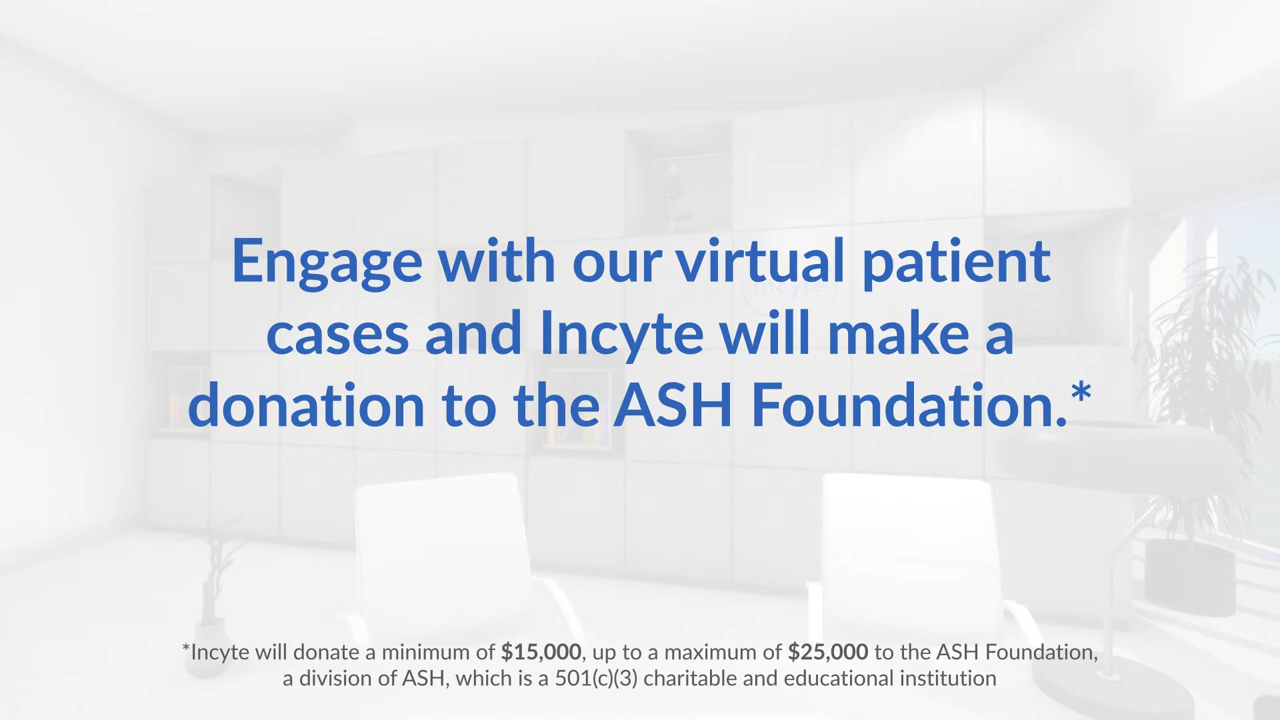 Engage with our virtual patient
cases and Incyte will make a
donation to the ASH Foundation.*
*Incyte will donate a minimum of $15,000, up to a maximum of $25,000 to the ASH Foundation,
a division of ASH, which is a 501(c)(3) charitable and educational institution